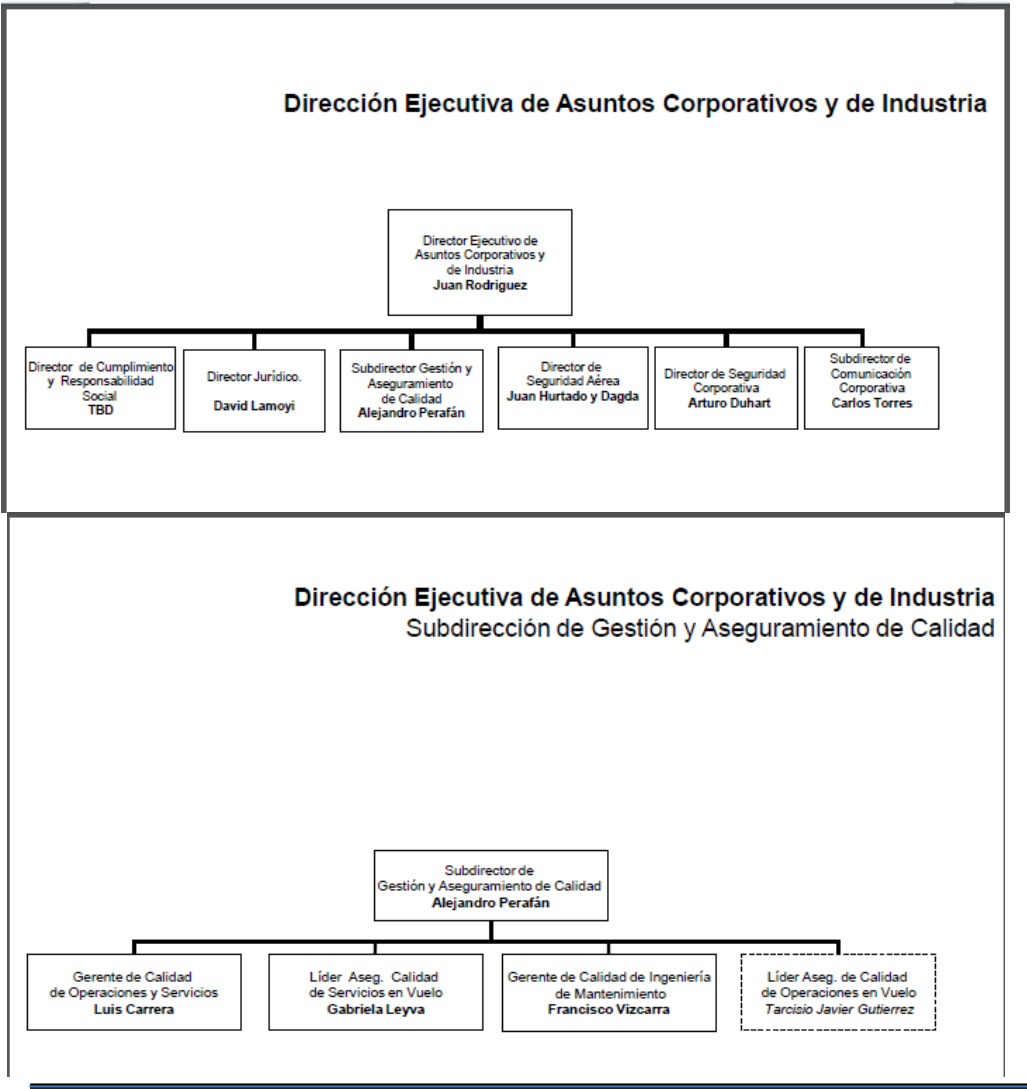 Dirección Ejecutiva de Asuntos Corporativos y de Industria
Director Ejecutivo de
Asuntos Corporativos y
de Industria
Juan Rodriguez
Director de Cumplimiento
y Responsabilidad
Social
TBD
Director Jurídico.
David Lamoyi
Subdirector Gestión y
Aseguramiento
de Calidad
Alejandro Perafán
Director de
Seguridad Aérea
Juan Hurtado y Dagda
Director de Seguridad
Corporativa
Arturo Duhart
Subdirector de
Comunicación
Corporativa
Carlos Torres
Dirección Ejecutiva de Asuntos Corporativos y de Industria
Subdirección de Gestión y Aseguramiento de Calidad
Subdirector de
Gestión y Aseguramiento de Calidad
Alejandro Perafán
Gerente de Calidad
de Operaciones y Servicios
Luis Carrera
Líder Aseg. Calidad
de Servicios en Vuelo
Gabriela Leyva
Gerente de Calidad de Ingeniería
de Mantenimiento
Francisco Vizcarra
Líder Aseg. de Calidad
de Operaciones en Vuelo
Tarcisio Javier Gutierrez